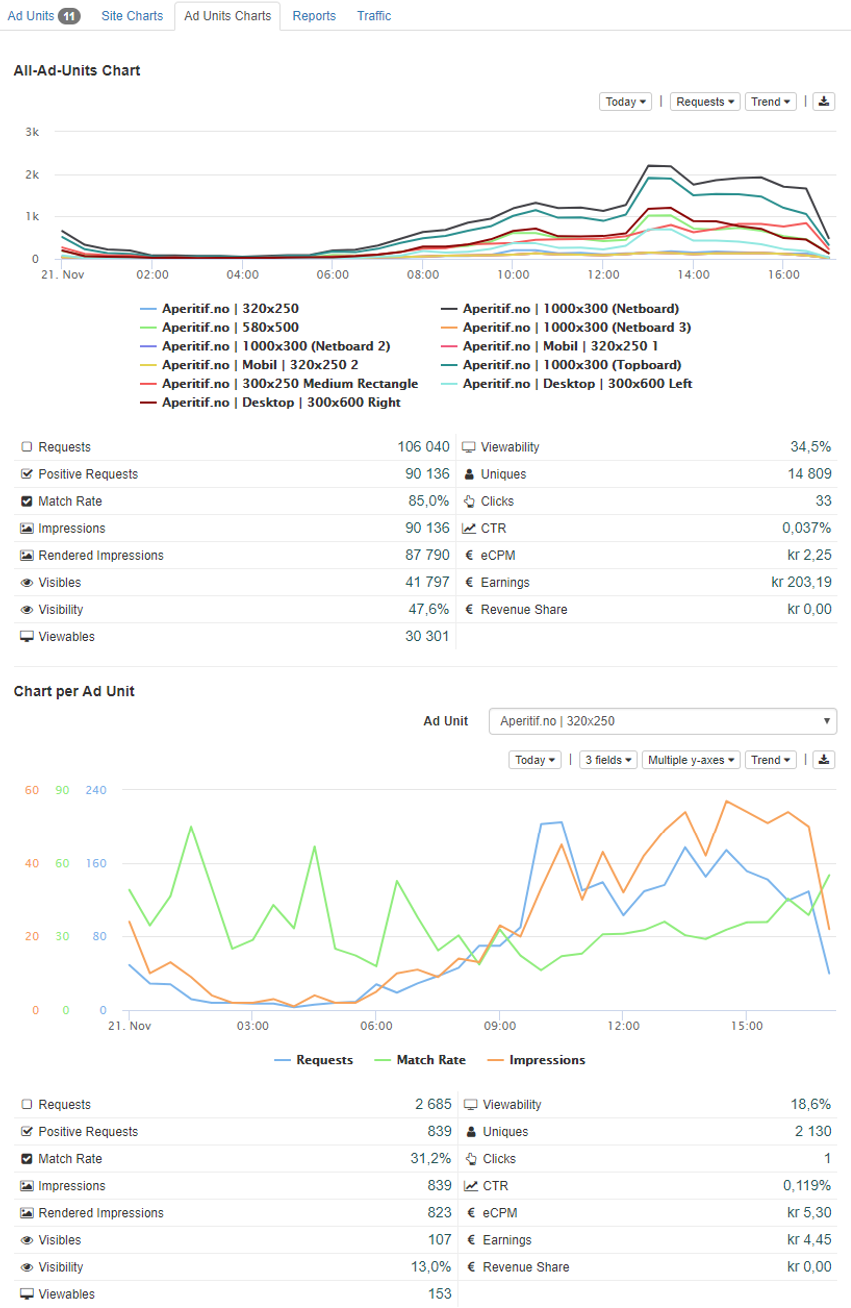 Ad Units 11 Site Charts Ad Units Charts Reports Traffic
All-Ad-Units Chart
Today | Requests Trend |
3k
2k
1k
0
21. Nov 02:00 04:00 06:00 08:00 10:00 12:00 14:00 16:00
Aperitif.no | 320x250 Aperitif.no | 1000x300 (Netboard)
Aperitif.no | 580x500 Aperitif.no | 1000x300 (Netboard 3)
Aperitif.no | 1000x300 (Netboard 2) Aperitif.no | Mobil | 320x250 1
Aperitif.no | Mobil | 320x250 2 Aperitif.no | 1000x300 (Topboard)
Aperitif.no | 300x250 Medium Rectangle Aperitif.no | Desktop | 300x600 Left
Aperitif.no | Desktop | 300x600 Right
Requests 106 040 Viewability 34,5%
Positive Requests 90 136 Uniques 14 809
Match Rate 85,0% Clicks 33
Impressions 90 136 CTR 0,037%
Rendered Impressions 87 790 € eCPM kr 2,25
Visibles 41 797 € Earnings kr 203,19
Visibility 47,6% € Revenue Share kr 0,00
Viewables 30 301
Chart per Ad Unit
Ad Unit Aperitif.no | 320x250
Today | 3 fields Multiple y-axes Trend |
60 90 240
40 60 160
20 30 80
0 0 0
21. Nov 03:00 06:00 09:00 12:00 15:00
Requests Match Rate Impressions
Requests 2 685 Viewability 18,6%
Positive Requests 839 Uniques 2 130
Match Rate 31,2% Clicks 1
Impressions 839 CTR 0,119%
Rendered Impressions 823 € eCPM kr 5,30
Visibles 107 € Earnings kr 4,45
Visibility 13,0% € Revenue Share kr 0,00
Viewables 153